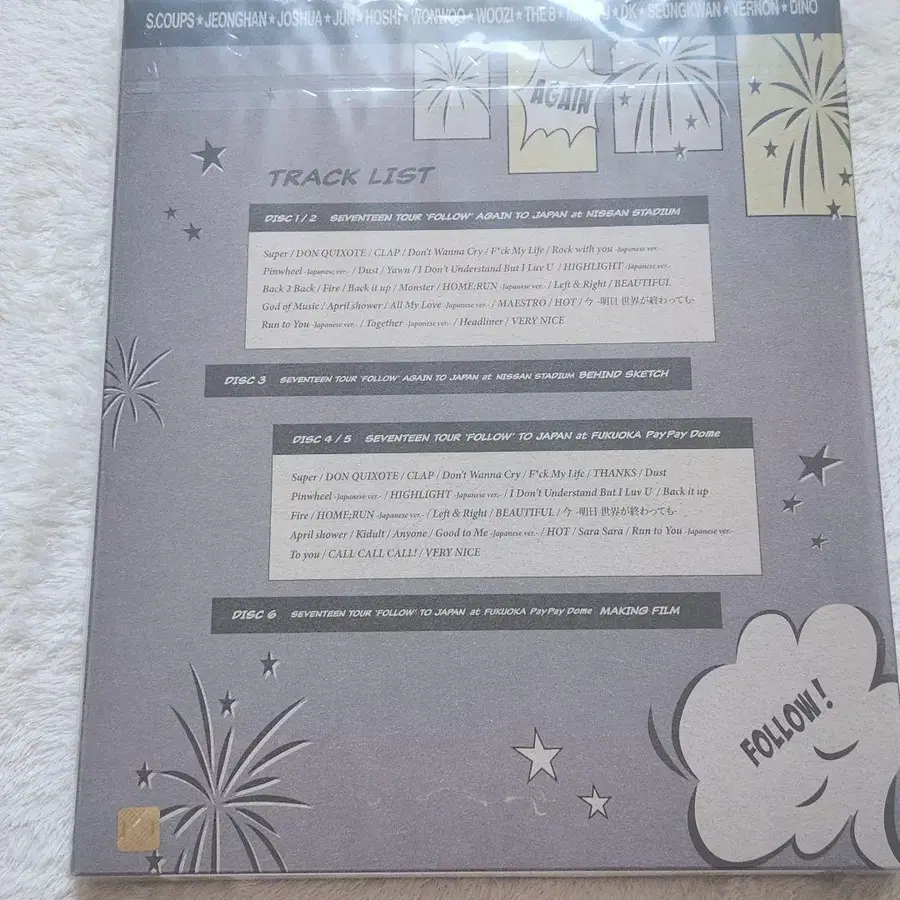 S.COUPS★JEONGHAN★JOSHUA★JUN★HOSHI★WONWOO★WOOZI★THE 8★MINGYU★DK★SEUNGKWAN★VERNON★DINO
AGAIN
TRACK LIST
DISC 1 / 2 SEVENTEEN TOUR 'FOLLOW' AGAIN TO JAPAN at NISSAN STADIUM
Super / DON QUIXOTE / CLAP / Don't Wanna Cry / F*ck My Life / Rock with you -Japanese ver.-
Pinwheel -Japanese ver.- / Dust / Yawn / I Don't Understand But I Luv U / HIGHLIGHT -Japanese ver.-
Back 2 Back / Fire / Back it up / Monster / HOME;RUN -Japanese ver.- / Left & Right / BEAUTIFUL
God of Music / April shower / All My Love -Japanese ver.- / MAESTRO / HOT / 今 -明日 世界が終わっても-
Run to You -Japanese ver.- / Together -Japanese ver.- / Headliner / VERY NICE
DISC 3 SEVENTEEN TOUR 'FOLLOW' AGAIN TO JAPAN at NISSAN STADIUM BEHIND SKETCH
DISC 4 / 5 SEVENTEEN TOUR 'FOLLOW' TO JAPAN at FUKUOKA PayPay Dome
Super / DON QUIXOTE / CLAP / Don't Wanna Cry / F*ck My Life / THANKS / Dust
Pinwheel -Japanese ver.- / HIGHLIGHT -Japanese ver.- / I Don't Understand But I Luv U / Back it up
Fire / HOME;RUN -Japanese ver.- / Left & Right / BEAUTIFUL / 今 -明日 世界が終わっても-
April shower / Kidult / Anyone / Good to Me -Japanese ver.- / HOT / Sara Sara / Run to You -Japanese ver.-
To you / CALL CALL CALL! / VERY NICE
DISC 6 SEVENTEEN TOUR 'FOLLOW' TO JAPAN at FUKUOKA PayPay Dome MAKING FILM
FOLLOW!